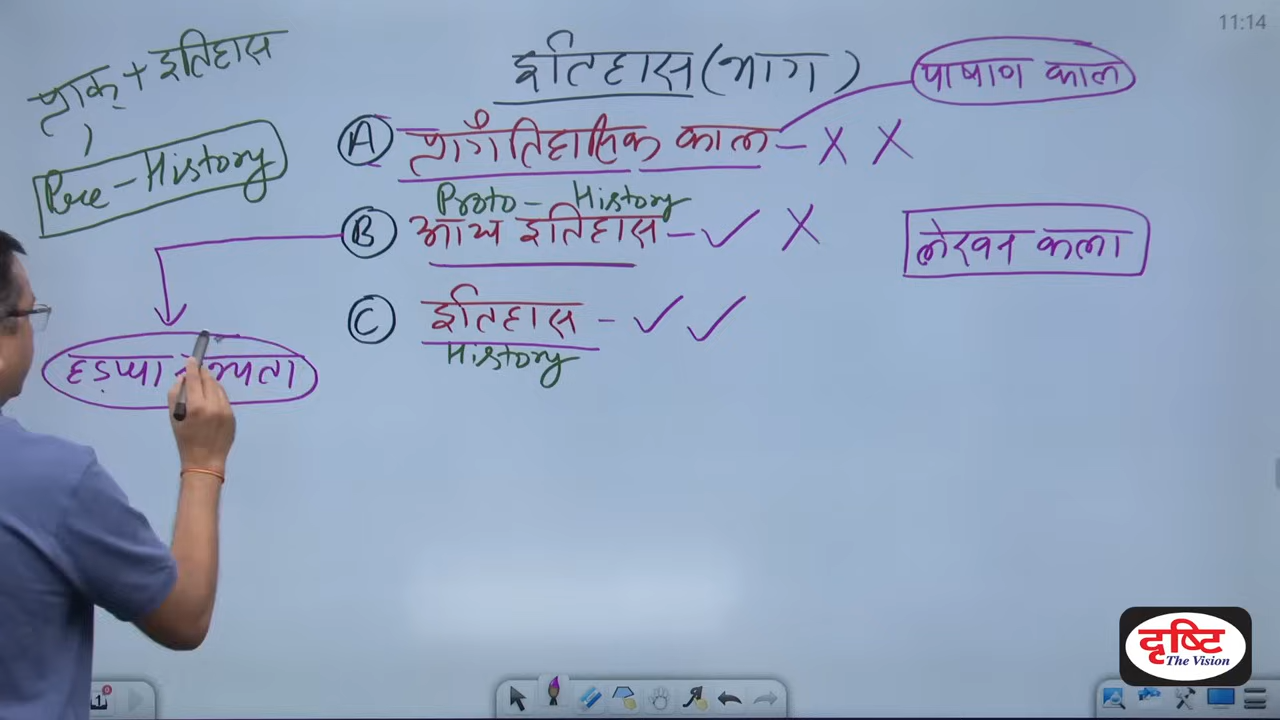 11:14
प्राक् + इतिहास
Pre-History
इतिहास (भाग)
पाषाण काल
A प्रागैतिहासिक काल – X X
Proto - History
B आद्य इतिहास – ✓ X
लेखन कला
C इतिहास – ✓ ✓
History
हड़प्पा सभ्यता
दृष्टि
The Vision